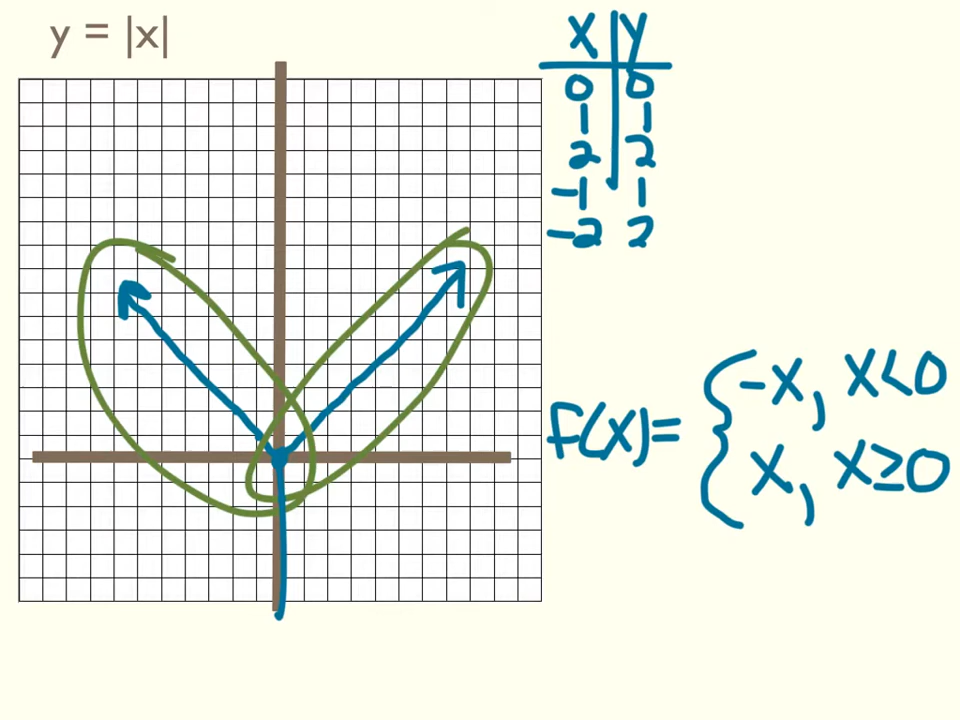 y = |x|
x | y
0 | 0
1 | 1
2 | 2
-1 | 1
-2 | 2
F(x)= { -x, x<0
x, x≥0